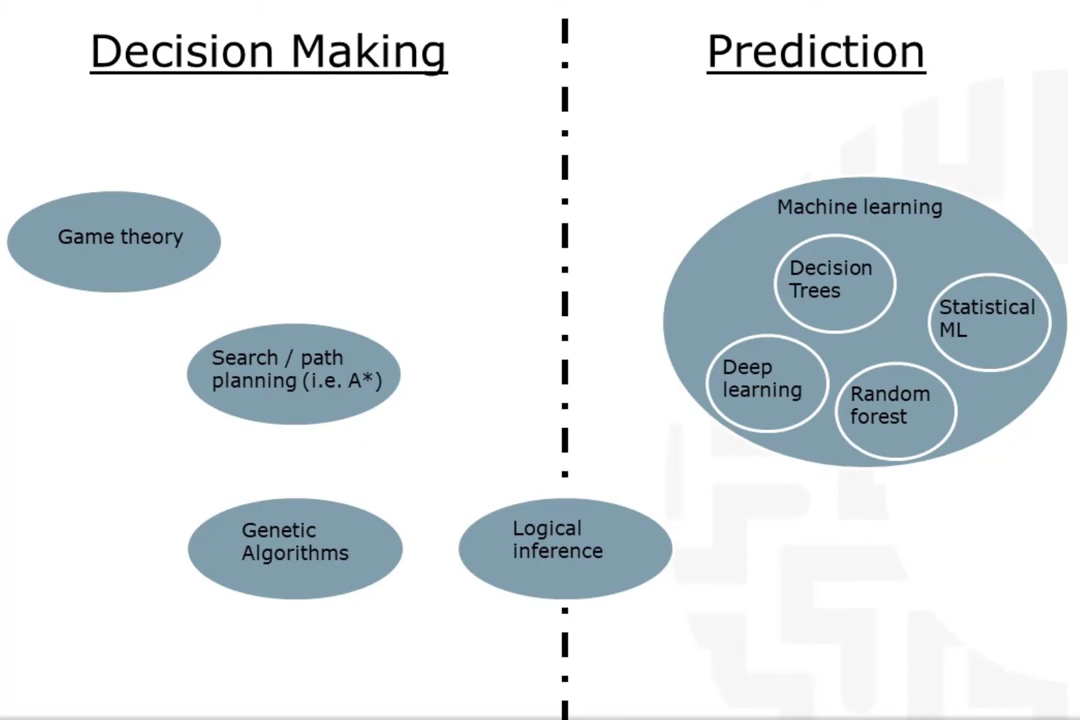 Decision Making
Prediction
Game theory
Search / path
planning (i.e. A*)
Genetic
Algorithms
Logical
inference
Machine learning
Decision
Trees
Statistical
ML
Deep
learning
Random
forest